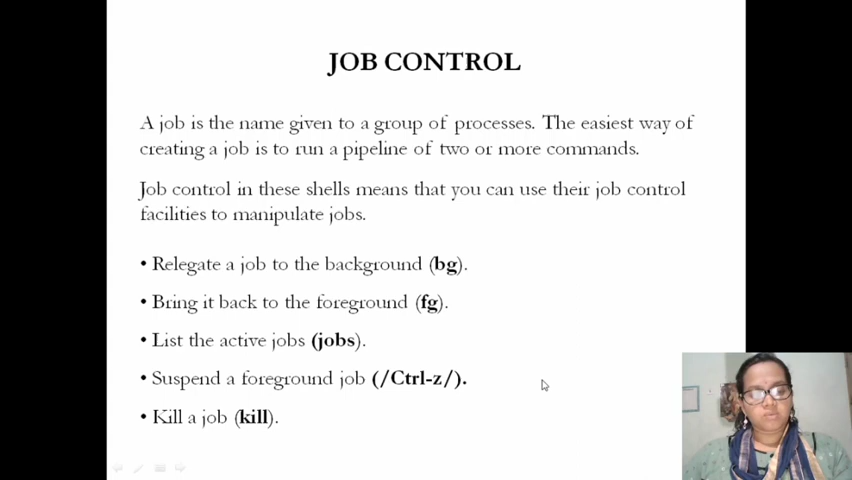 JOB CONTROL
A job is the name given to a group of processes. The easiest way of
creating a job is to run a pipeline of two or more commands.
Job control in these shells means that you can use their job control
facilities to manipulate jobs.
• Relegate a job to the background (bg).
• Bring it back to the foreground (fg).
• List the active jobs (jobs).
• Suspend a foreground job (/Ctrl-z/).
• Kill a job (kill).